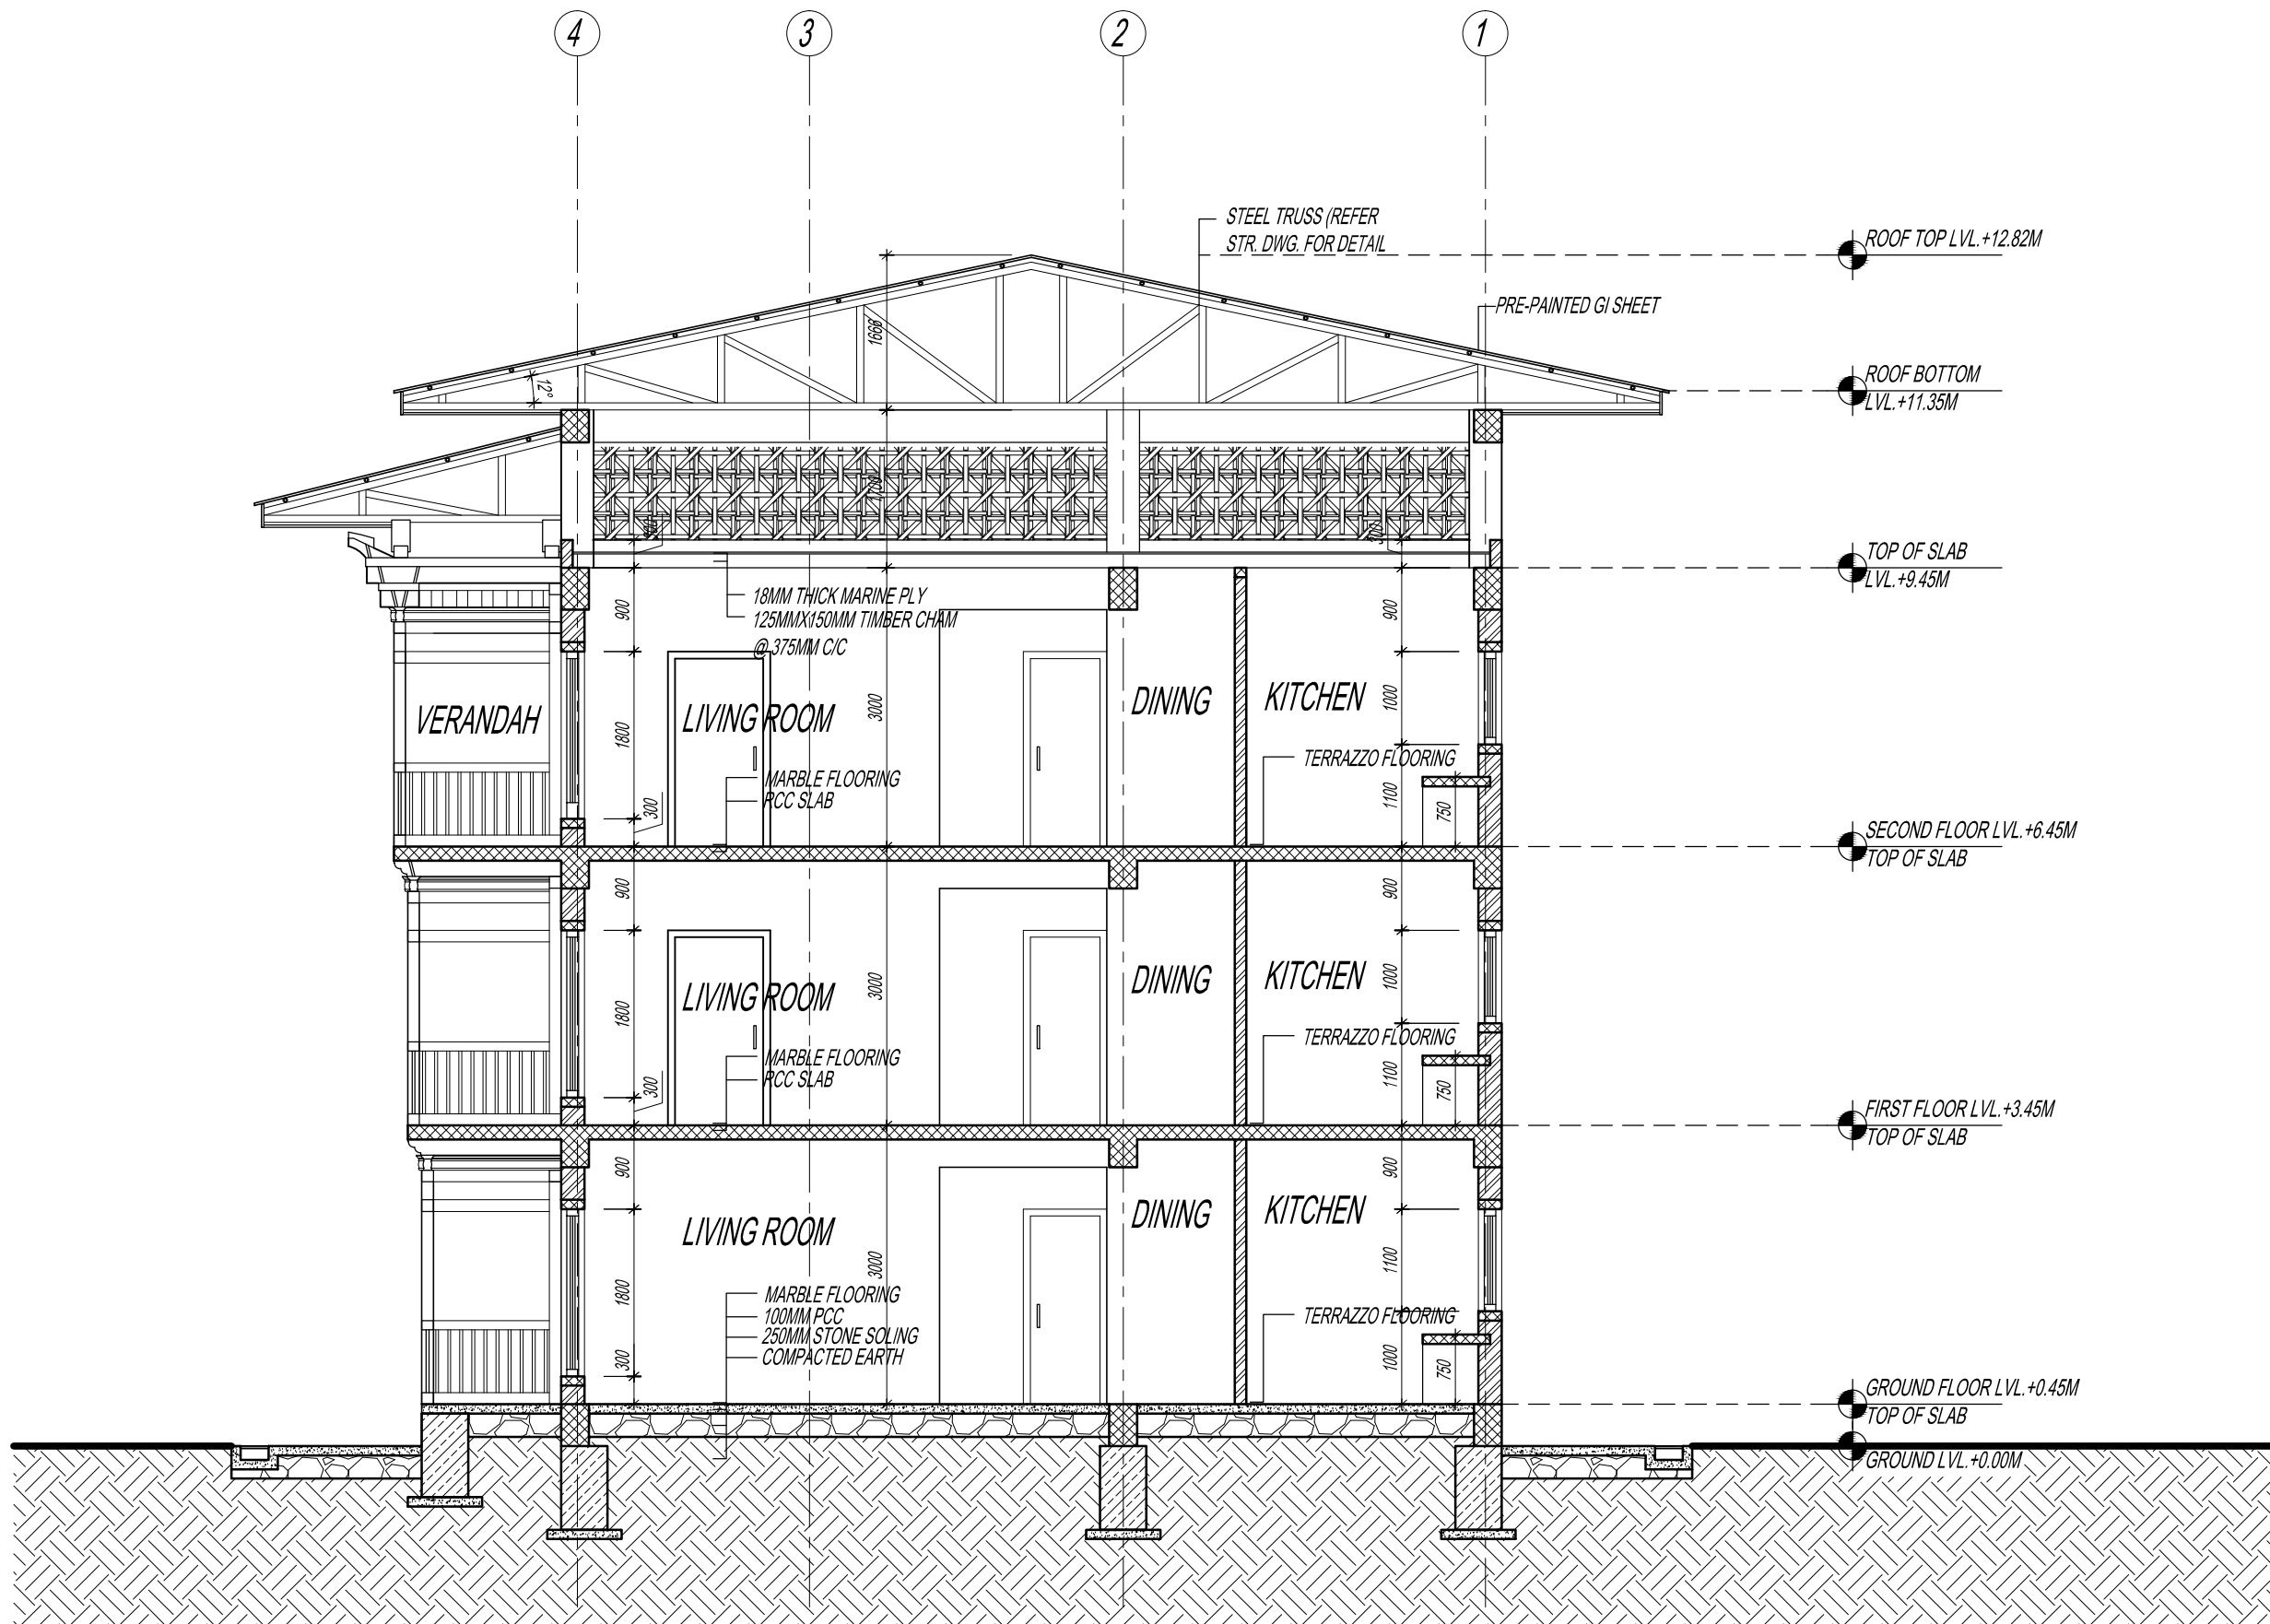 4
3
2
1
STEEL TRUSS (REFER
STR. DWG. FOR DETAIL
ROOF TOP LVL.+12.82M
PRE-PAINTED GI SHEET
1668
12°
ROOF BOTTOM
LVL.+11.35M
1700
300
300
TOP OF SLAB
LVL.+9.45M
18MM THICK MARINE PLY
125MMX150MM TIMBER CHAM
@ 375MM C/C
900
900
VERANDAH
LIVING ROOM
DINING
KITCHEN
1800
3000
1000
MARBLE FLOORING
RCC SLAB
TERRAZZO FLOORING
300
1100
750
SECOND FLOOR LVL.+6.45M
TOP OF SLAB
900
900
LIVING ROOM
DINING
KITCHEN
1800
3000
1000
MARBLE FLOORING
RCC SLAB
TERRAZZO FLOORING
300
1100
750
FIRST FLOOR LVL.+3.45M
TOP OF SLAB
900
900
LIVING ROOM
DINING
KITCHEN
1800
3000
1100
MARBLE FLOORING
100MM PCC
250MM STONE SOLING
COMPACTED EARTH
TERRAZZO FLOORING
300
1000
750
GROUND FLOOR LVL.+0.45M
TOP OF SLAB
GROUND LVL.+0.00M